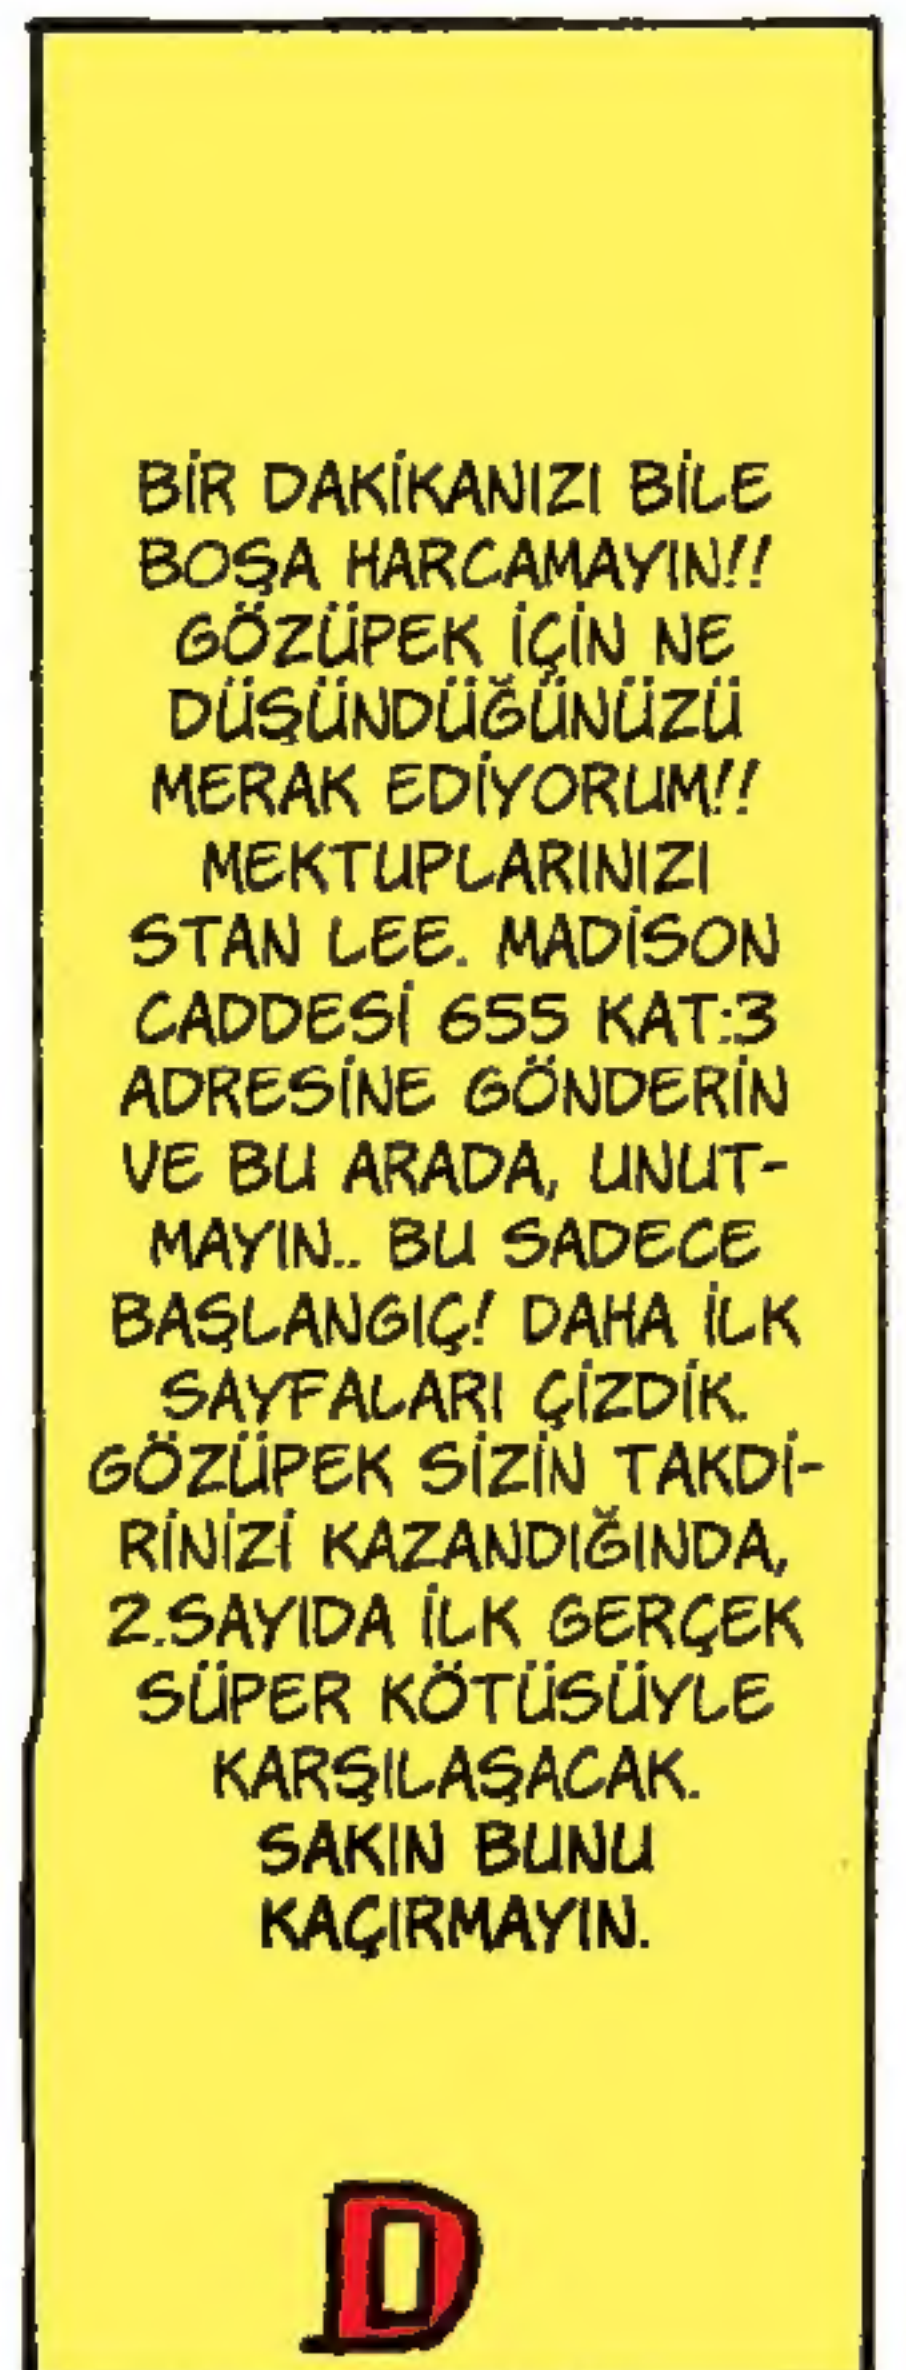 BİR DAKİKANIZI BİLE
BOŞA HARCAMAYIN!!
GÖZÜPEK İÇİN NE
DÜŞÜNDÜĞÜNÜZÜ
MERAK EDİYORUM!!
MEKTUPLARINIZI
STAN LEE. MADİSON
CADDESİ 655 KAT:3
ADRESİNE GÖNDERİN
VE BU ARADA, UNUT-
MAYIN.. BU SADECE
BAŞLANGIÇ! DAHA İLK
SAYFALARI ÇİZDİK.
GÖZÜPEK SİZİN TAKDİ-
RİNİZİ KAZANDIĞINDA,
2.SAYIDA İLK GERÇEK
SÜPER KÖTÜSÜYLE
KARŞILAŞACAK.
SAKIN BUNU
KAÇIRMAYIN.
D